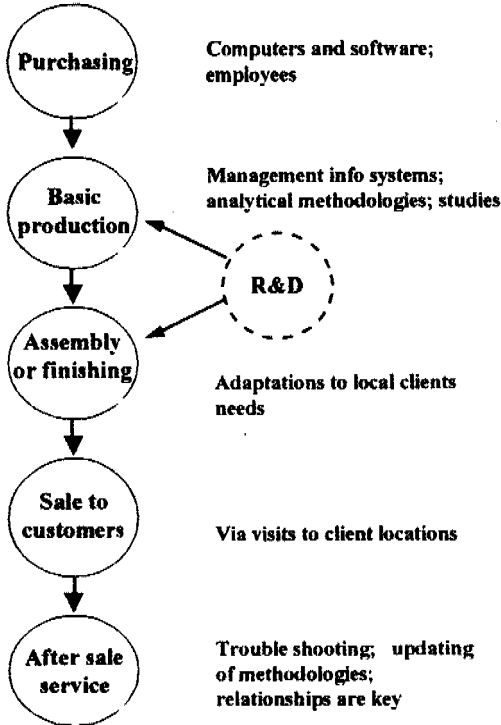 Purchasing
Computers and software;
employees
Basic
production
Management info systems;
analytical methodologies; studies
R&D
Assembly
or finishing
Adaptations to local clients
needs
Sale to
customers
Via visits to client locations
After sale
service
Trouble shooting; updating
of methodologies;
relationships are key